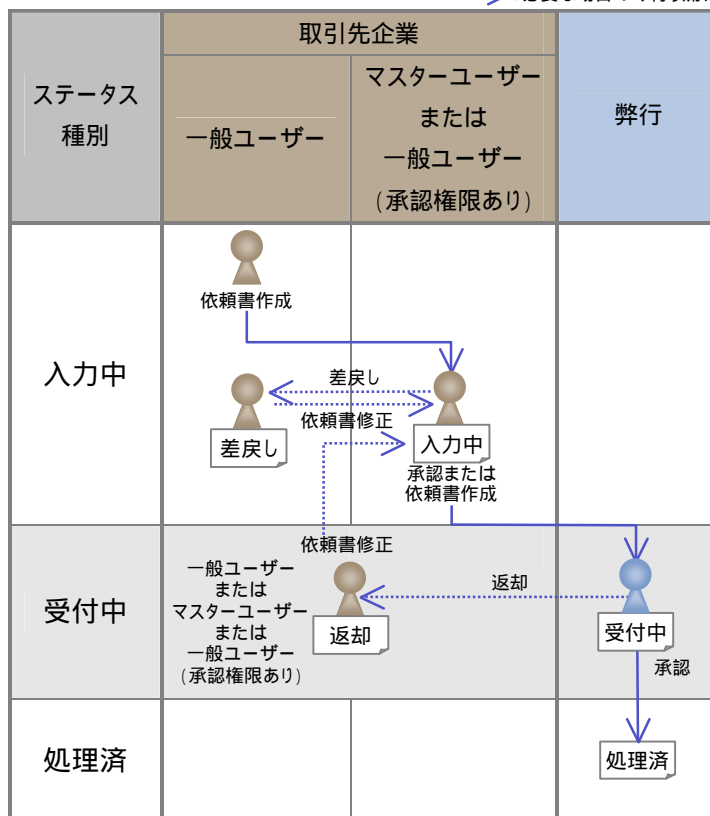 取引先企業
ステータス
種別
一般ユーザー
マスターユーザー
または
一般ユーザー
(承認権限あり)
弊行
入力中
依頼書作成
差戻し
依頼書修正
差戻し
入力中
承認または
依頼書作成
受付中
依頼書修正
一般ユーザー
または
マスターユーザー
または
一般ユーザー
(承認権限あり)
返却
返却
受付中
承認
処理済
処理済